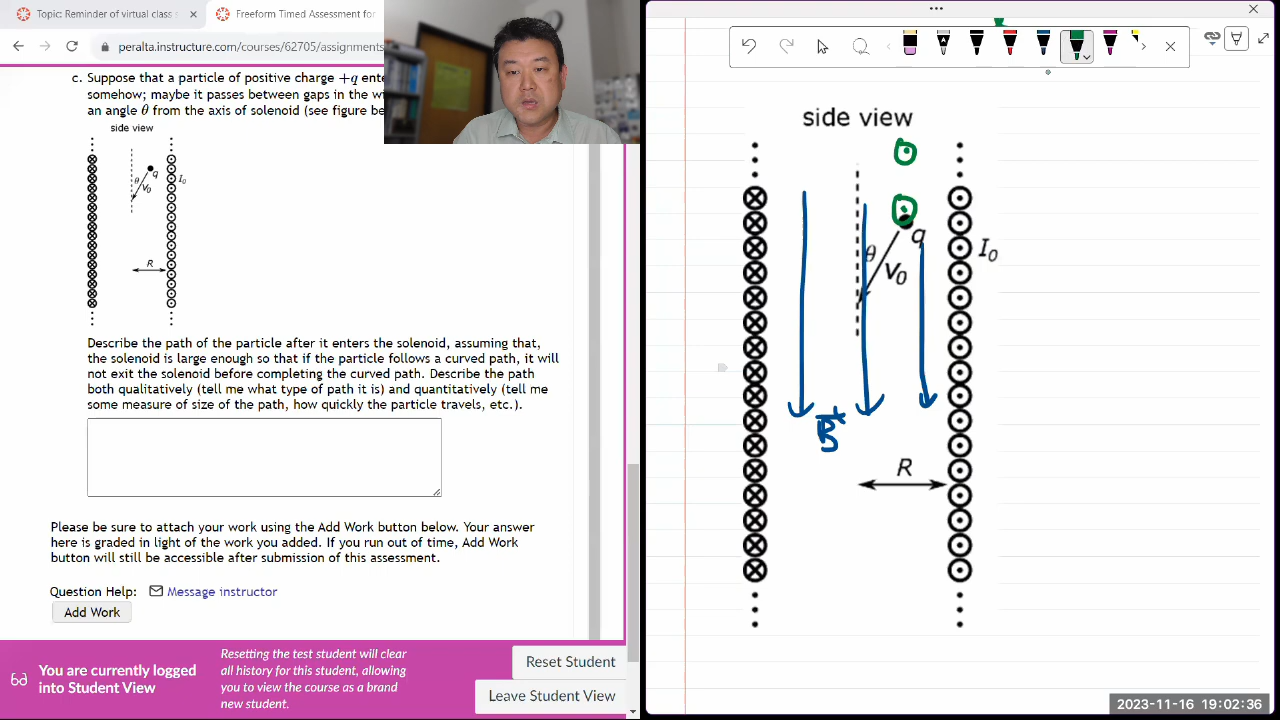 Topic: Reminder of virtual class r
Freeform Timed Assessment for
peralta.instructure.com/courses/62705/assignments
c. Suppose that a particle of positive charge +q ente
somehow; maybe it passes between gaps in the wi
an angle θ from the axis of solenoid (see figure be
side view
θ
q
V₀
I₀
R
Describe the path of the particle after it enters the solenoid, assuming that,
the solenoid is large enough so that if the particle follows a curved path, it will
not exit the solenoid before completing the curved path. Describe the path
both qualitatively (tell me what type of path it is) and quantitatively (tell me
some measure of size of the path, how quickly the particle travels, etc.).
Please be sure to attach your work using the Add Work button below. Your answer
here is graded in light of the work you added. If you run out of time, Add Work
button will still be accessible after submission of this assessment.
Question Help: Message instructor
Add Work
You are currently logged
into Student View
Resetting the test student will clear
all history for this student, allowing
you to view the course as a brand
new student.
Reset Student
Leave Student View
side view
q
θ
V₀
I₀
B
R
2023-11-16 19:02:36